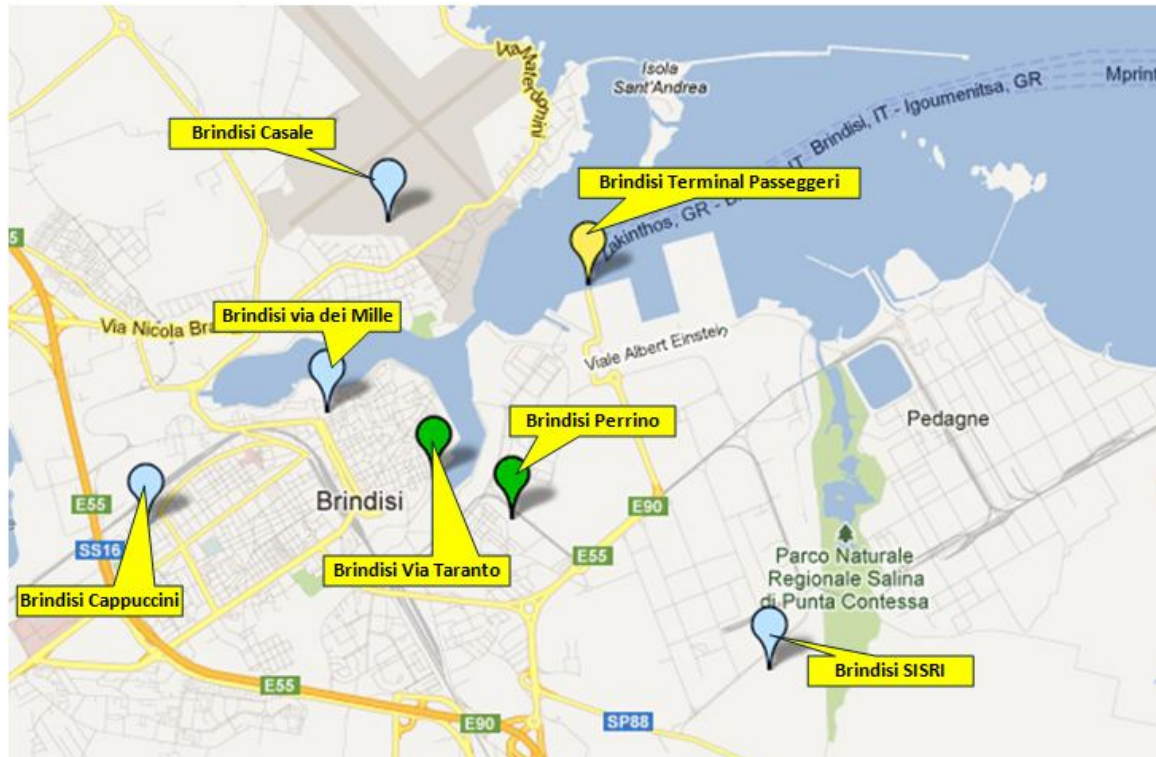 Via Materdomini
Isola
Sant'Andrea
Mprint
Zakinthos, GR - B
IT
Brindisi, IT - Igoumenitsa, GR
Brindisi Casale
Brindisi Terminal Passeggeri
5
Brindisi via dei Mille
Via Nicola Bra
Viale Albert Einstein
Brindisi Perrino
Pedagne
Brindisi
E55
E90
SS16
E55
Parco Naturale
Regionale Salina
di Punta Contessa
Brindisi Via Taranto
Brindisi Cappuccini
Brindisi SISRI
E55
E90
SP88